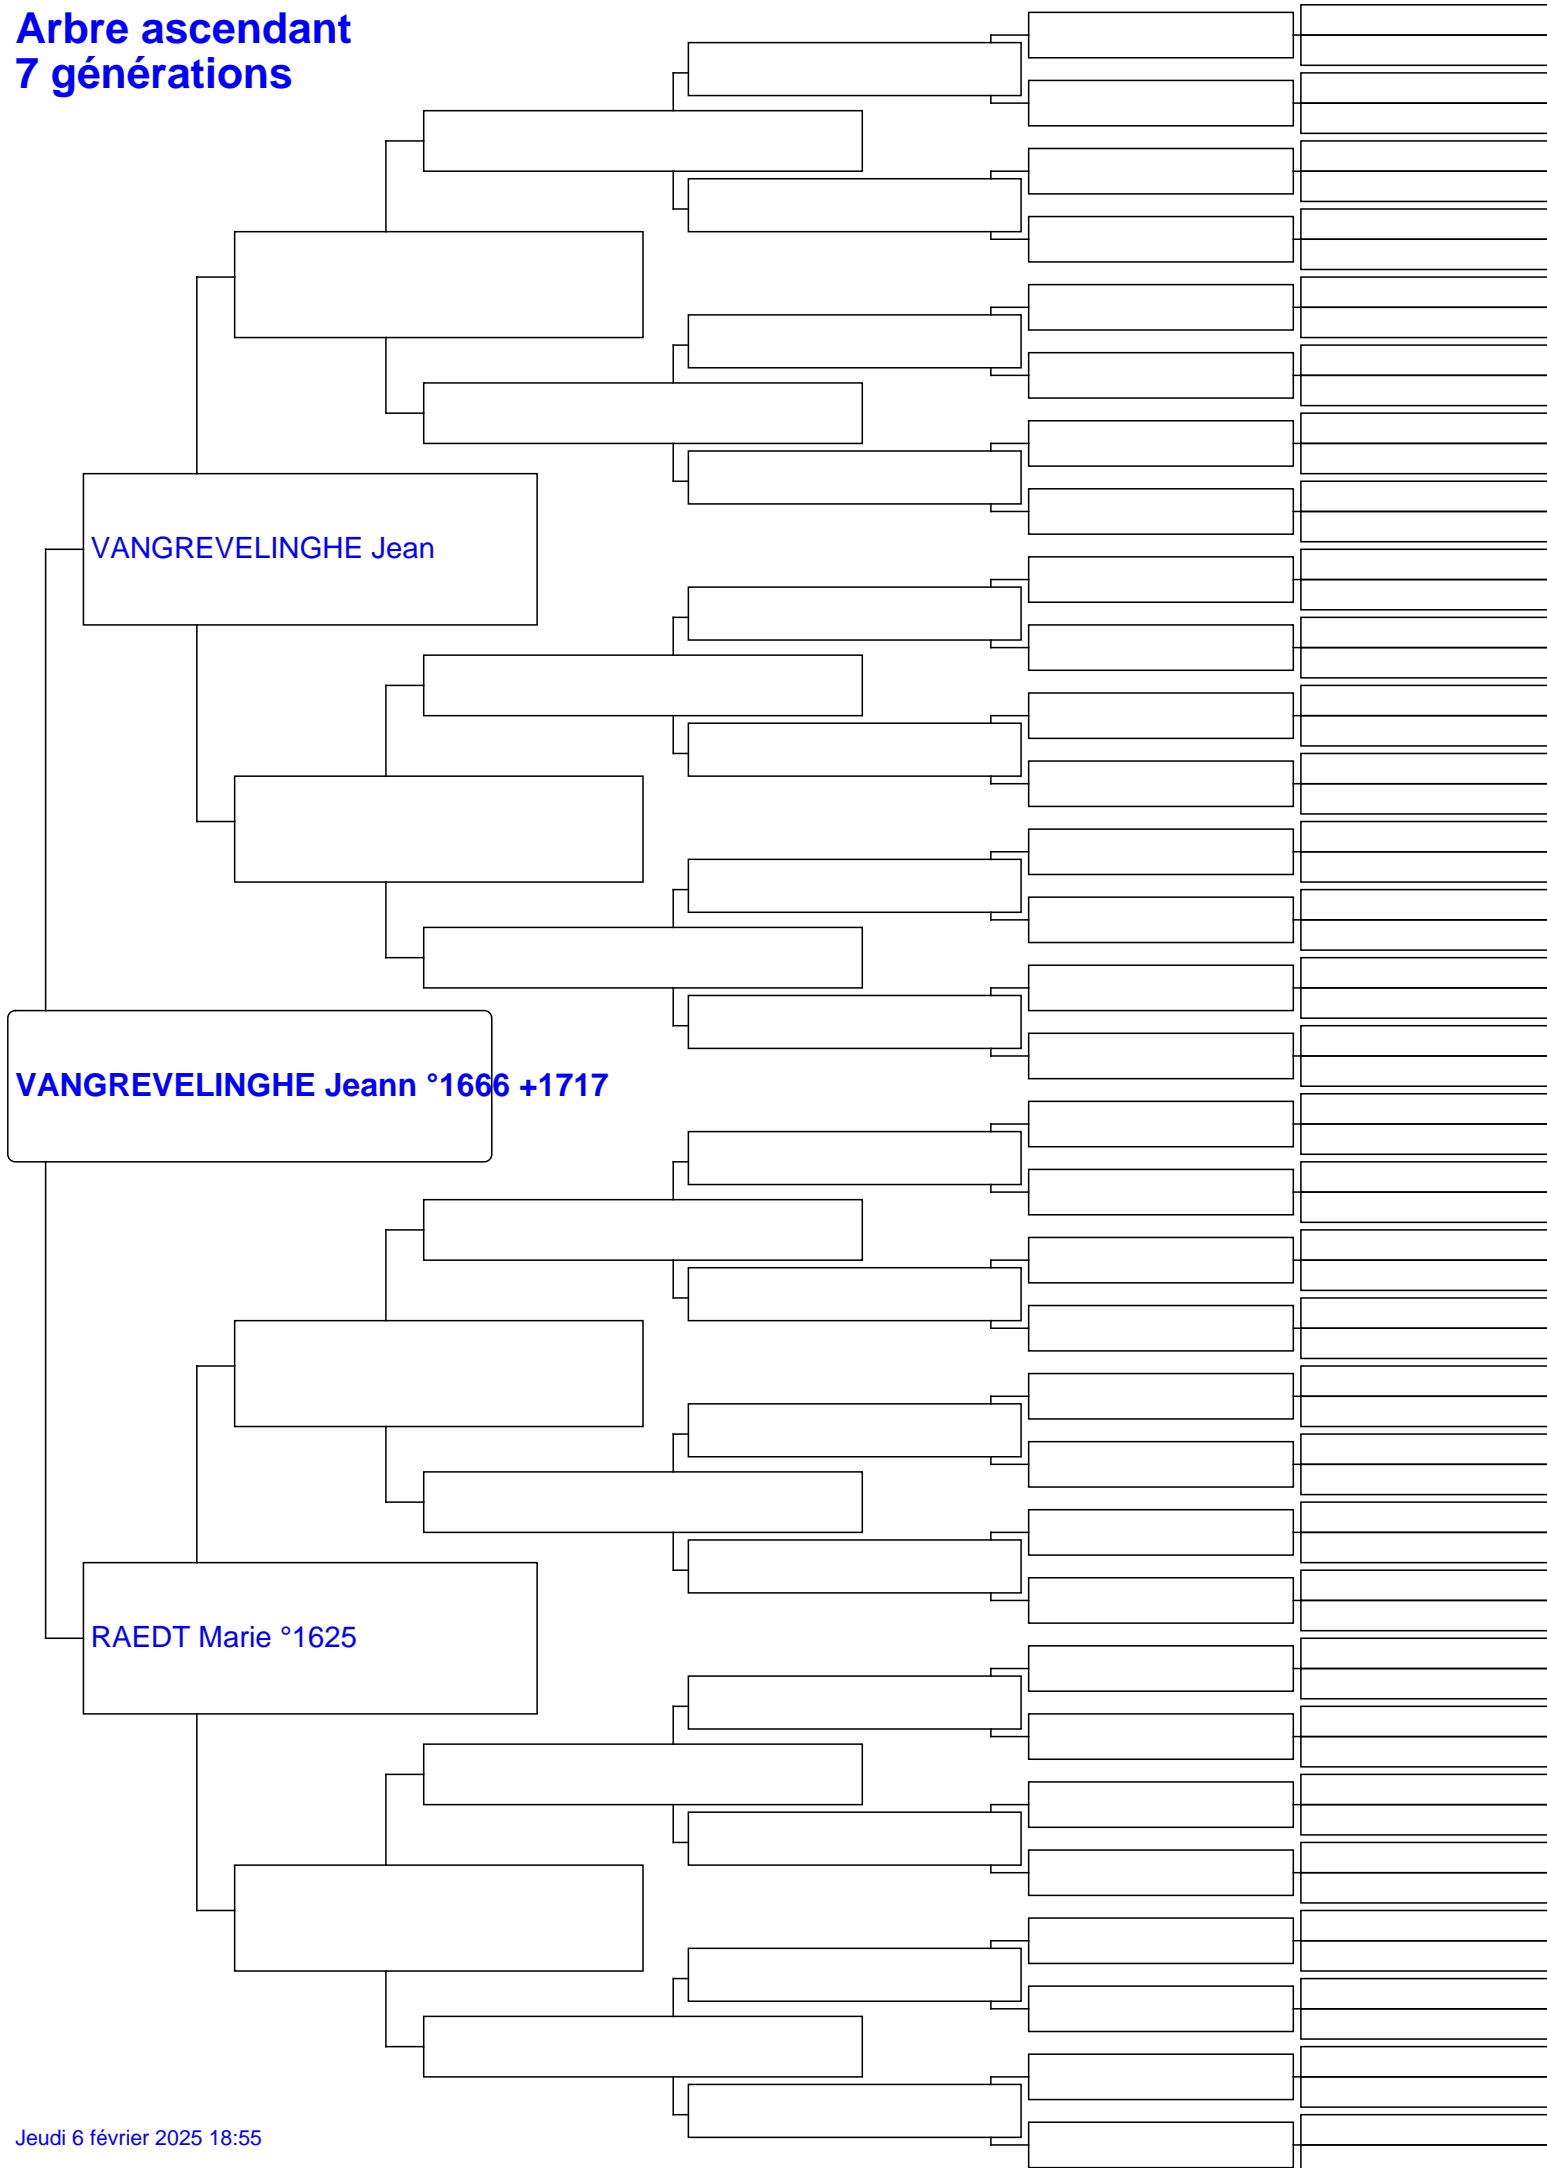 Arbre ascendant
7 générations
VANGREVELINGHE Jean
VANGREVELINGHE Jeann °1666 +1717
RAEDT Marie °1625
Jeudi 6 février 2025 18:55